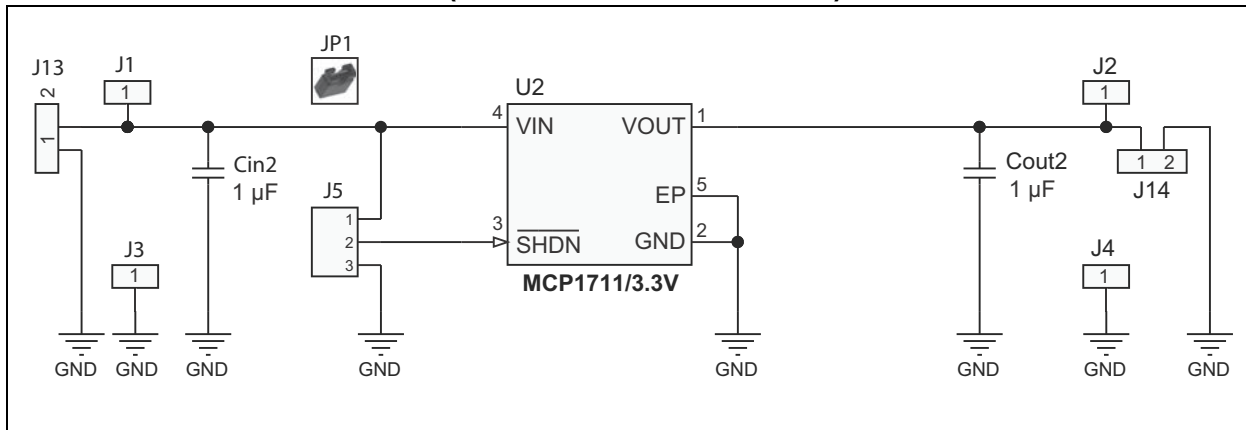 JP1
J13
2
1
J1
1
Cin2
1 µF
J5
1
2
3
J3
1
U2
4
VIN
VOUT
1
EP
5
3
SHDN
GND
2
MCP1711/3.3V
J2
1
Cout2
1 µF
1 2
J14
J4
1
GND
GND
GND
GND
GND
GND
GND
GND